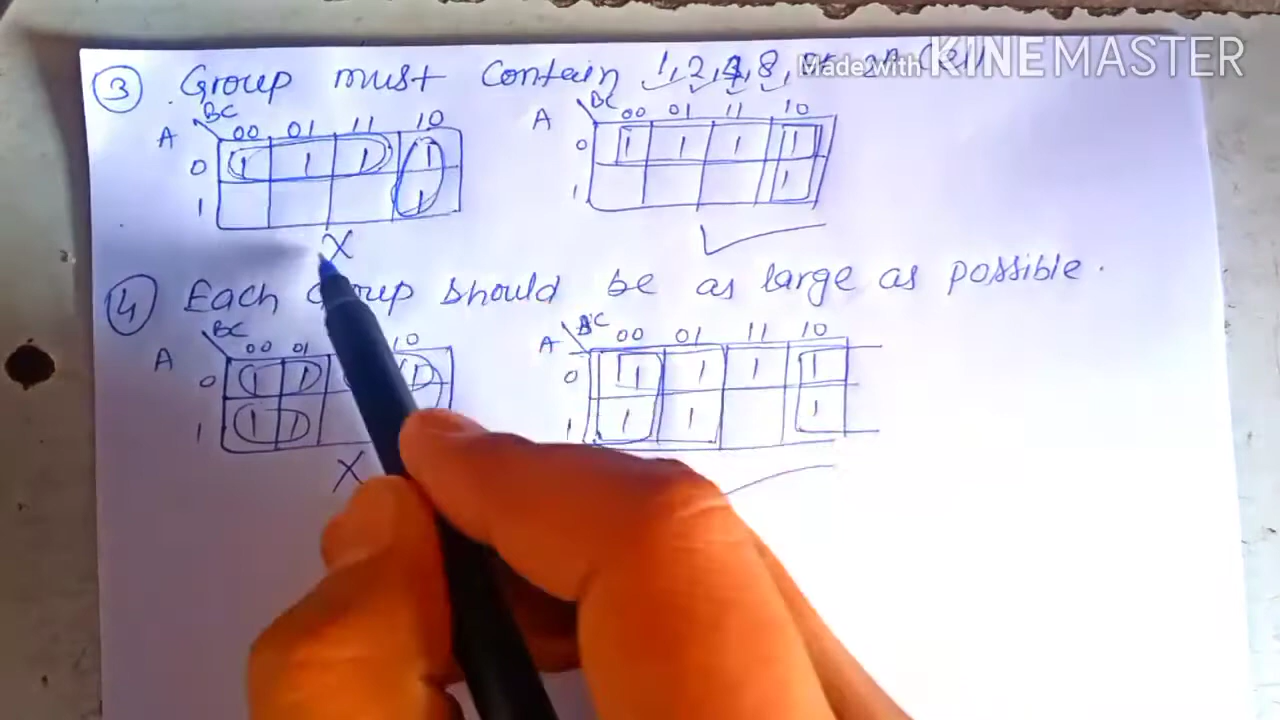 ③ Group must Contain 1, 2, 4, 8,
Made with KINEMASTER
BC BC
A 00 01 11 10 A 00 01 11 10
0 1 1 1 1 0 1 1 1 1
1 1 1 1
X
④ Each Group should be as large as possible.
BC BC
A 00 01 10 A 00 01 11 10
0 1 1 1 0 1 1 1 1
1 1 1 1 1 1 1
X